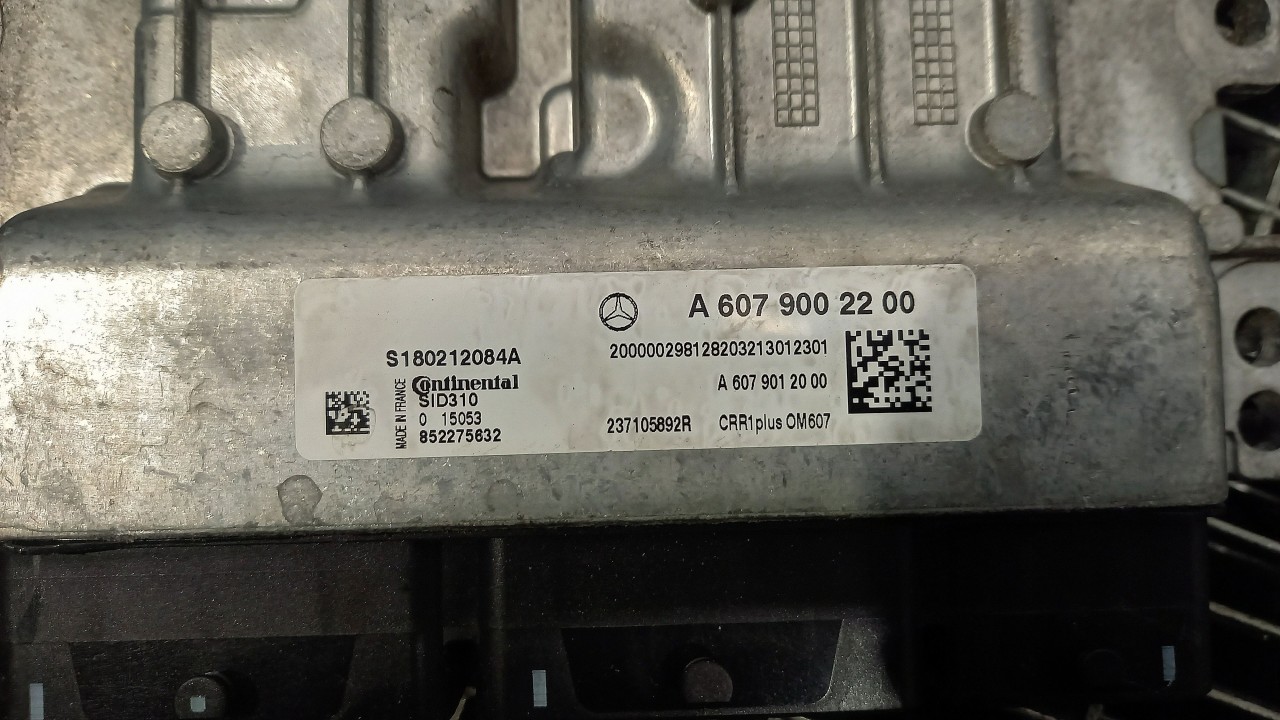 S180212084A
MADE IN FRANCE
Continental
SID310
0 15053
852275632
A 607 900 22 00
200000298128203213012301
A 607 901 20 00
237105892R CRR1plus OM607